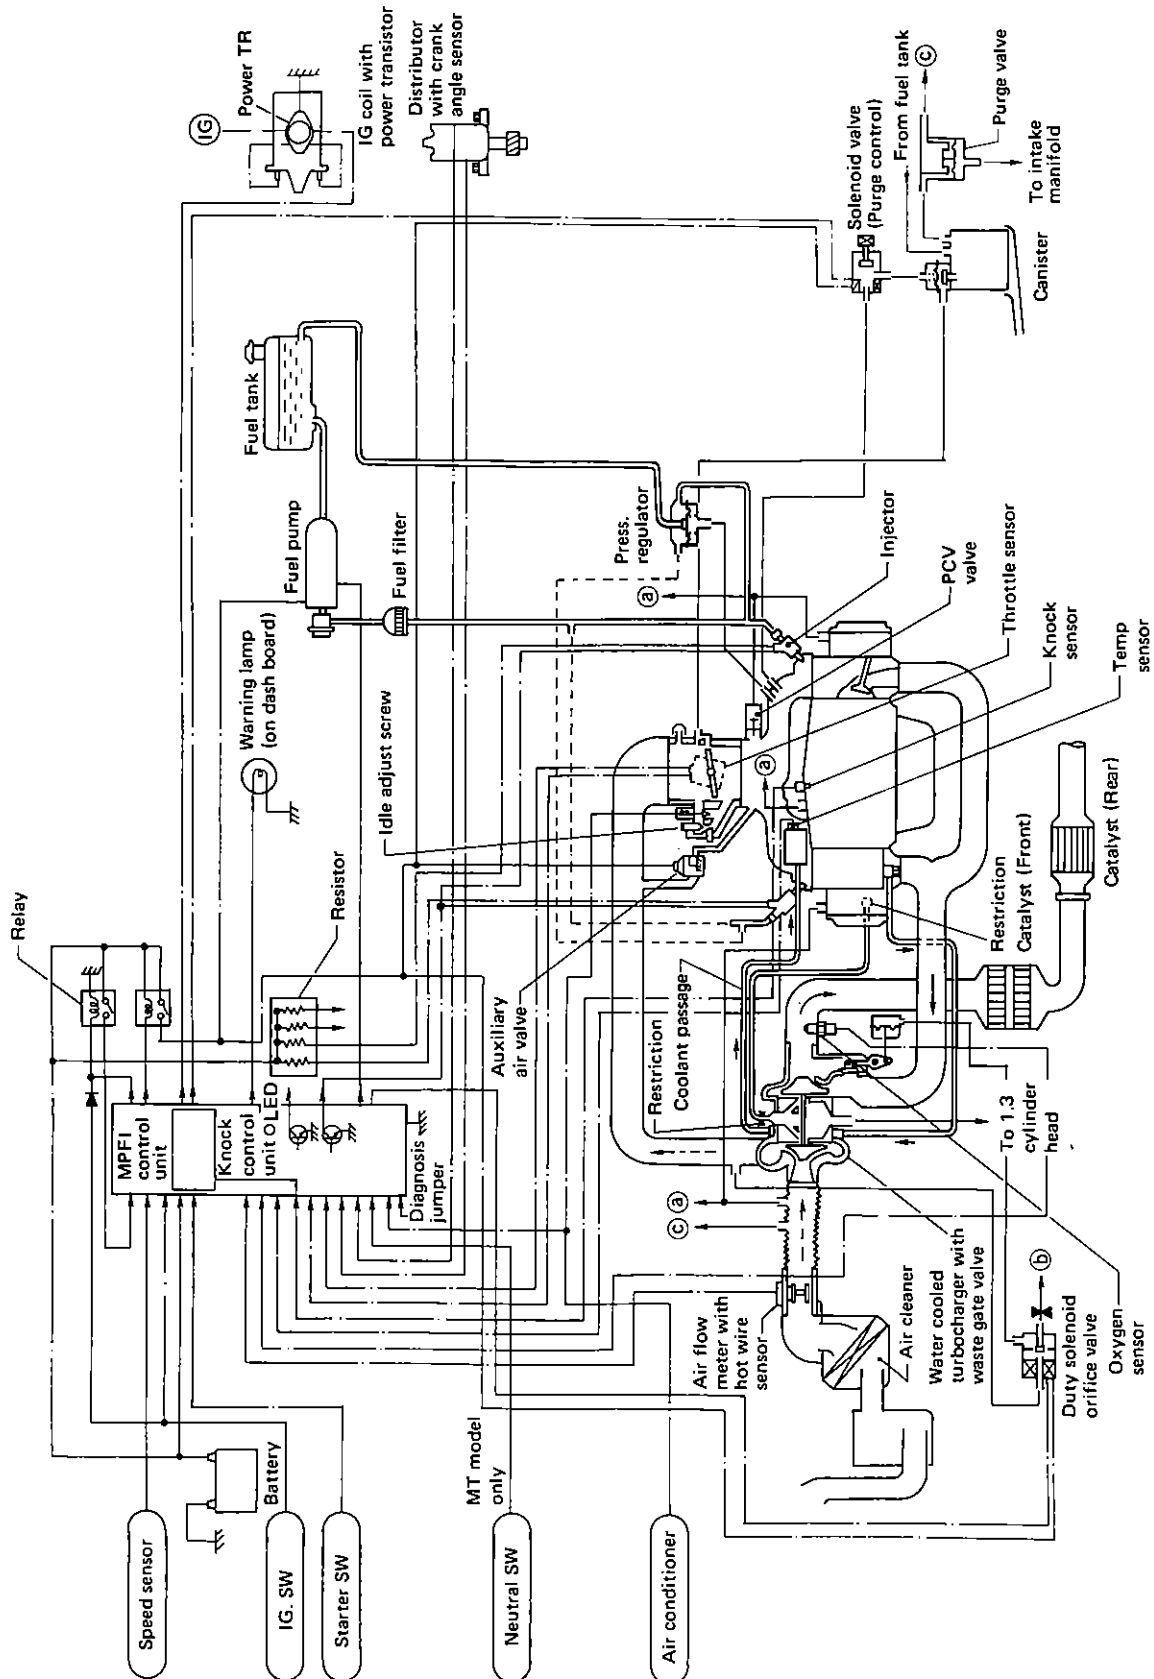 Power TR
IG
IG coil with
power transistor
Distributor
with crank
angle sensor
From fuel tank
c
Purge valve
Solenoid valve
(Purge control)
To intake
manifold
Canister
Fuel tank
Fuel pump
Fuel filter
Warning lamp
(on dash board)
Press.
regulator
Injector
a
PCV
valve
Throttle sensor
Knock
sensor
Temp
sensor
Idle adjust screw
a
Relay
Resistor
Auxiliary
air valve
Restriction
Coolant passage
Restriction
Catalyst (Front)
Catalyst (Rear)
MPFI
control
unit
Knock
control
unit O LED
Diagnosis
jumper
To 1.3
cylinder
head
c
a
Air flow
meter with
hot wire
sensor
Air cleaner
Water cooled
turbocharger with
waste gate valve
b
Oxygen
sensor
Duty solenoid
orifice valve
Battery
MT model
only
Speed sensor
IG. SW
Starter SW
Neutral SW
Air conditioner